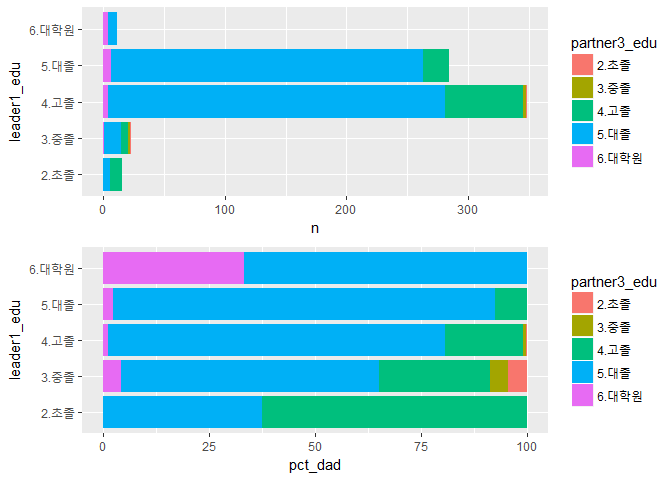 leader1_edu
6.대학원
5.대졸
4.고졸
3.중졸
2.초졸
0 100 200 300
n
partner3_edu
2.초졸
3.중졸
4.고졸
5.대졸
6.대학원
leader1_edu
6.대학원
5.대졸
4.고졸
3.중졸
2.초졸
0 25 50 75 100
pct_dad
partner3_edu
2.초졸
3.중졸
4.고졸
5.대졸
6.대학원